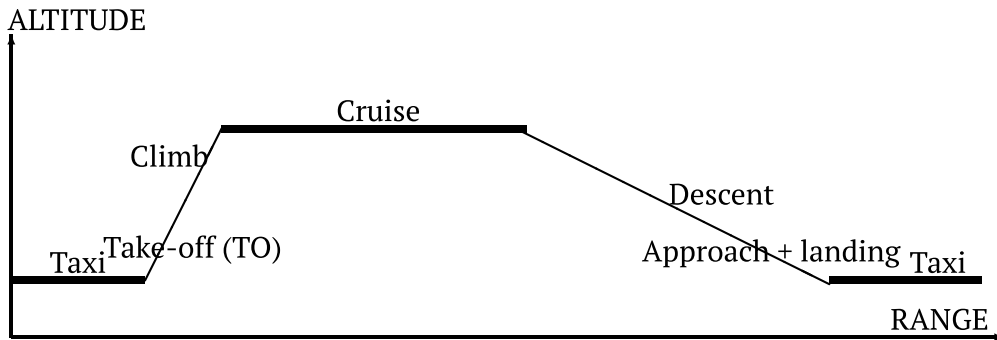 ALTITUDE
Cruise
Climb
Descent
Take-off (TO)
Approach + landing
Taxi
Taxi
RANGE